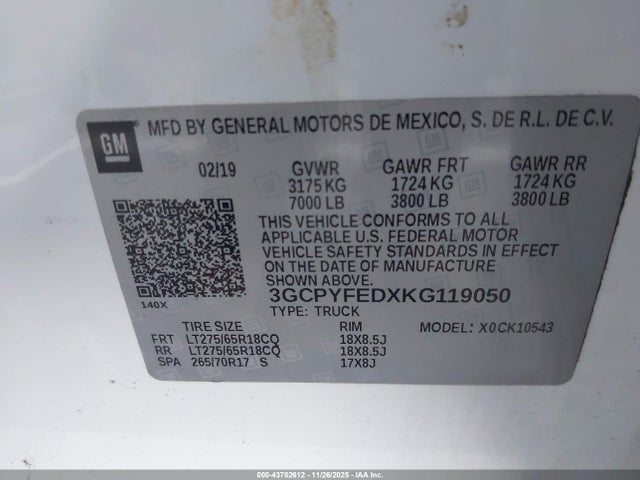 GM
MFD BY GENERAL MOTORS DE MEXICO, S. DE R.L. DE C.V.
02/19 GVWR GAWR FRT GAWR RR
3175 KG 1724 KG 1724 KG
7000 LB 3800 LB 3800 LB
THIS VEHICLE CONFORMS TO ALL
APPLICABLE U.S. FEDERAL MOTOR
VEHICLE SAFETY STANDARDS IN EFFECT
ON THE DATE OF MANUFACTURE
SHOWN ABOVE.
3GCPYFEDXKG119050
140X
TYPE: TRUCK
MODEL: X0CK10543
TIRE SIZE RIM
FRT LT275/65R18CQ 18X8.5J
RR LT275/65R18CQ 18X8.5J
SPA 265/70R17 S 17X8J
000-43782612 - 11/26/2025 - IAAI.COM